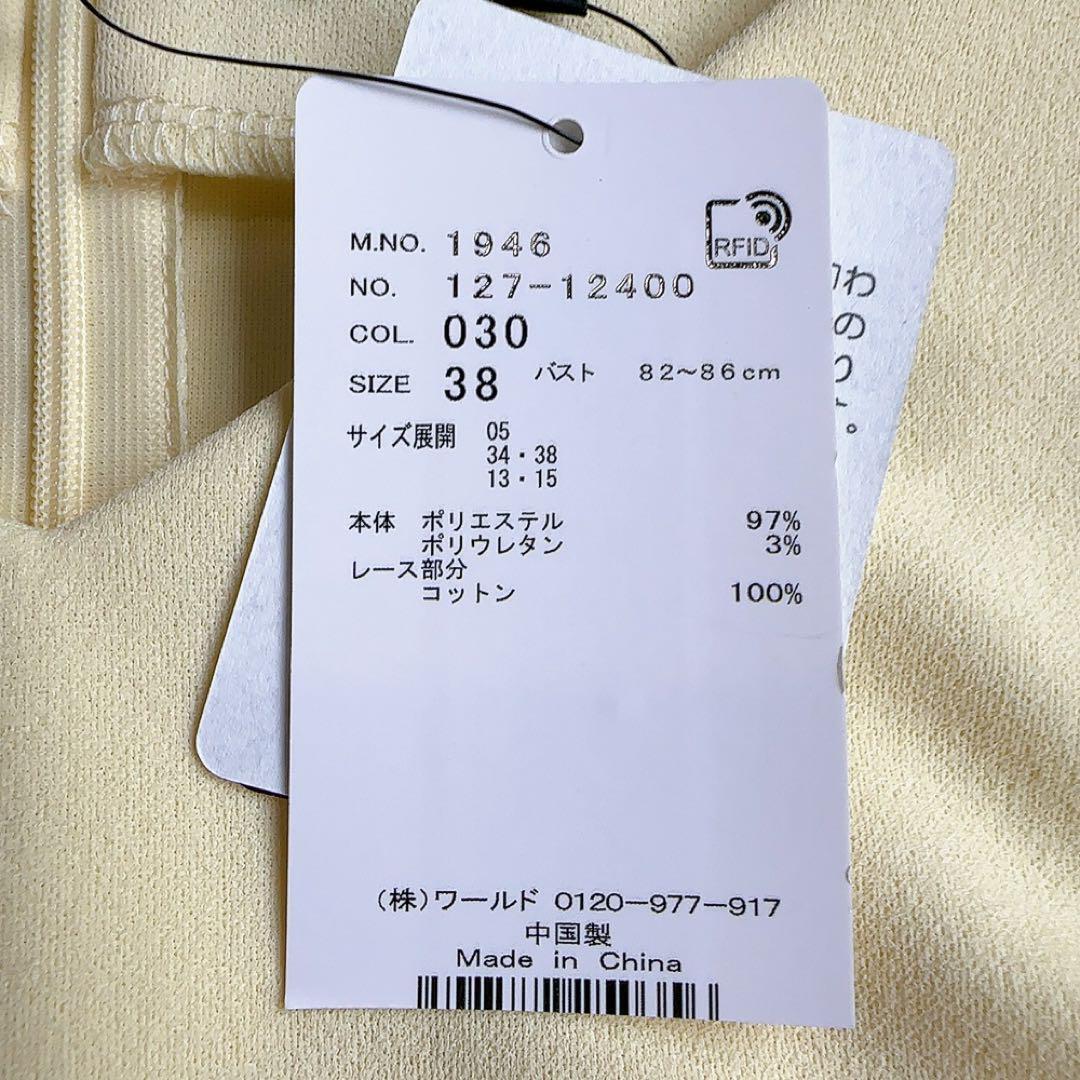 RFID
M.NO. 1946
NO. 127-12400
COL. 030
SIZE 38 バスト 82～86cm
サイズ展開 05
34・38
13・15
本体 ポリエステル 97%
ポリウレタン 3%
レース部分
コットン 100%
(株)ワールド 0120-977-917
中国製
Made in China
わ
の